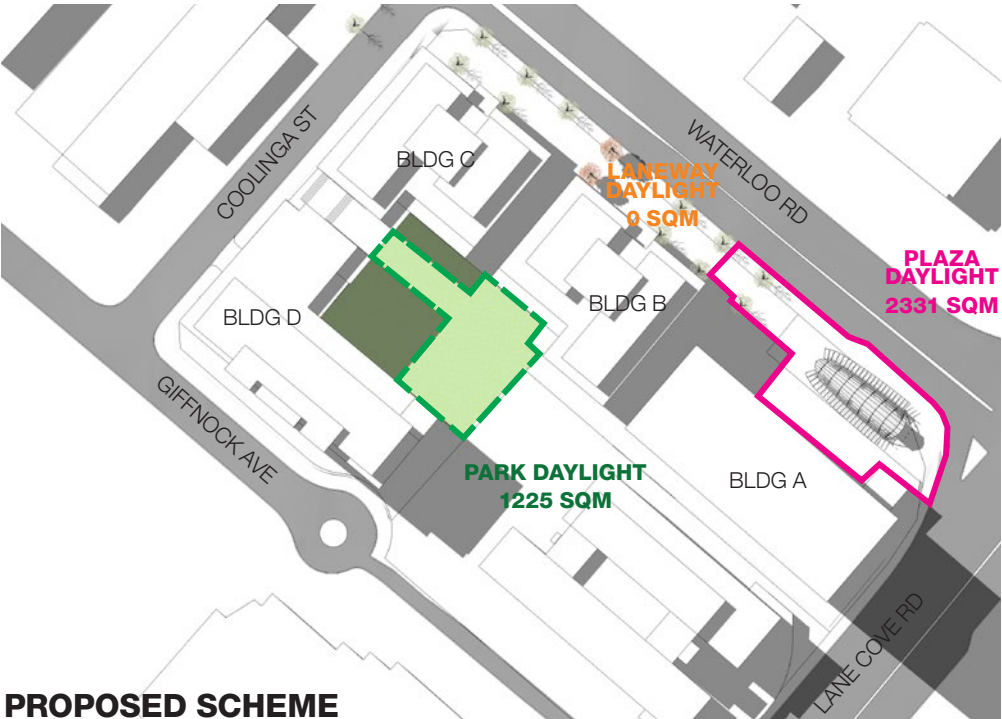 WATERLOO RD
COOLINGA ST
BLDG C
LANEWAY
DAYLIGHT
0 SQM
PLAZA
DAYLIGHT
2331 SQM
BLDG B
BLDG D
GIFFNOCK AVE
PARK DAYLIGHT
1225 SQM
BLDG A
LANE COVE RD
PROPOSED SCHEME